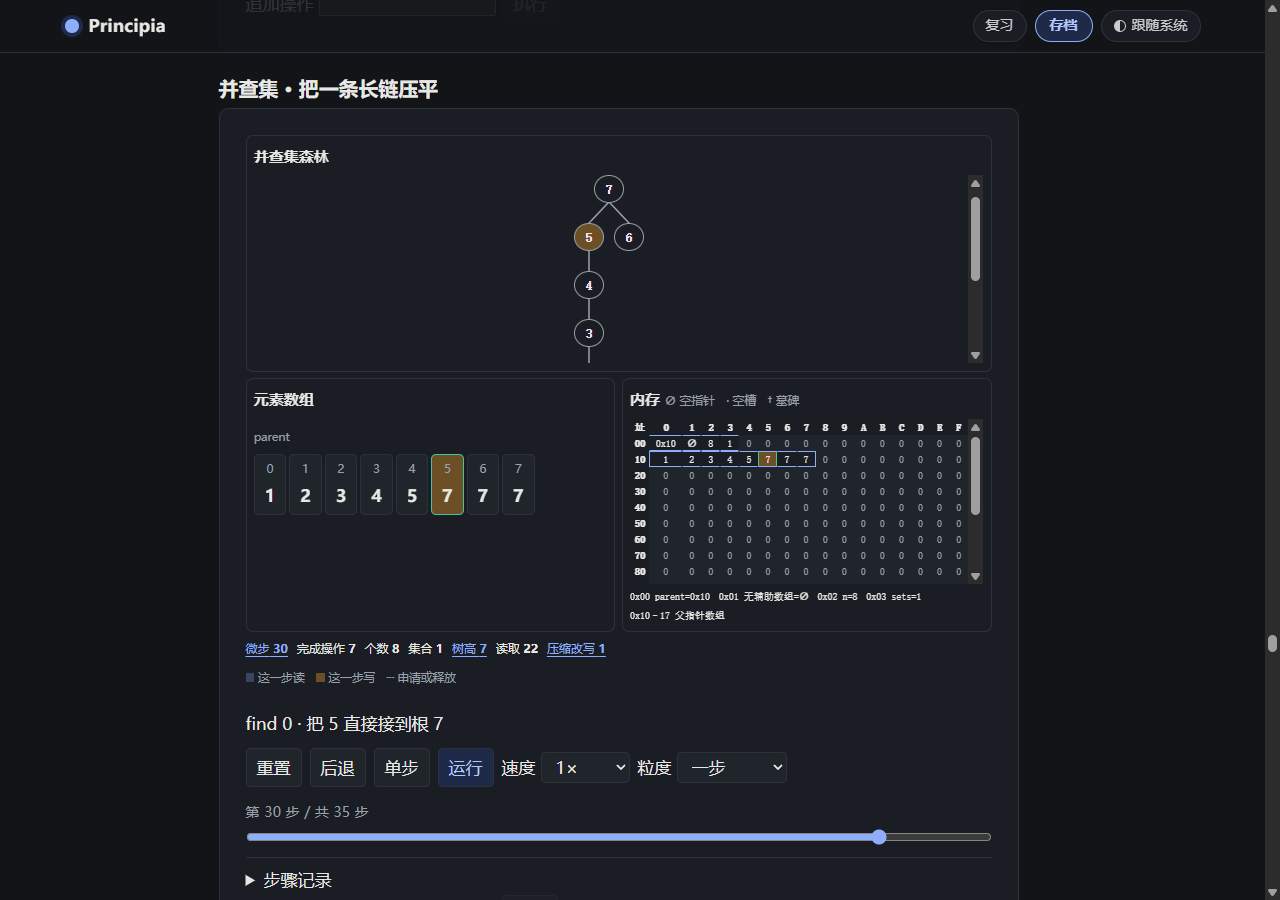 追加操作 执行
Principia
复习 存档 跟随系统
并查集 · 把一条长链压平
并查集森林
7
5 6
4
3
元素数组
parent
0 1 2 3 4 5 6 7
1 2 3 4 5 7 7 7
内存 ∅ 空指针 · 空槽 † 墓碑
址 0 1 2 3 4 5 6 7 8 9 A B C D E F
00 0x10 ∅ 8 1 0 0 0 0 0 0 0 0 0 0 0 0
10 1 2 3 4 5 7 7 7 0 0 0 0 0 0 0 0
20 0 0 0 0 0 0 0 0 0 0 0 0 0 0 0 0
30 0 0 0 0 0 0 0 0 0 0 0 0 0 0 0 0
40 0 0 0 0 0 0 0 0 0 0 0 0 0 0 0 0
50 0 0 0 0 0 0 0 0 0 0 0 0 0 0 0 0
60 0 0 0 0 0 0 0 0 0 0 0 0 0 0 0 0
70 0 0 0 0 0 0 0 0 0 0 0 0 0 0 0 0
80 0 0 0 0 0 0 0 0 0 0 0 0 0 0 0 0
0x00 parent=0x10 0x01 无辅助数组=∅ 0x02 n=8 0x03 sets=1
0x10–17 父指针数组
微步 30 完成操作 7 个数 8 集合 1 树高 7 读取 22 压缩改写 1
这一步读 这一步写 申请或释放
find 0 · 把 5 直接接到根 7
重置 后退 单步 运行 速度 1× 粒度 一步
第 30 步 / 共 35 步
步骤记录